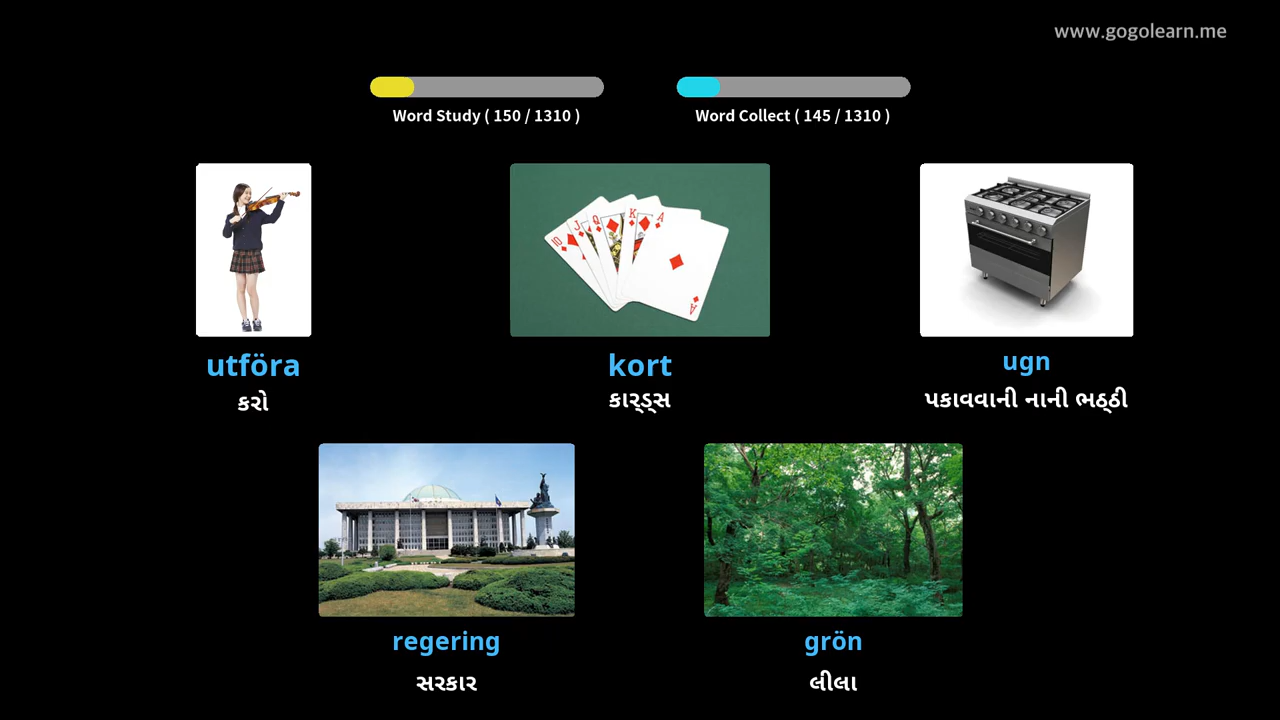 www.gogolearn.me
Word Study ( 150 / 1310 )
Word Collect ( 145 / 1310 )
10 J Q K A
A
utföra
કરો
kort
કાર્ડ્સ
ugn
પકાવવાની નાની ભઠ્ઠી
regering
સરકાર
grön
લીલા